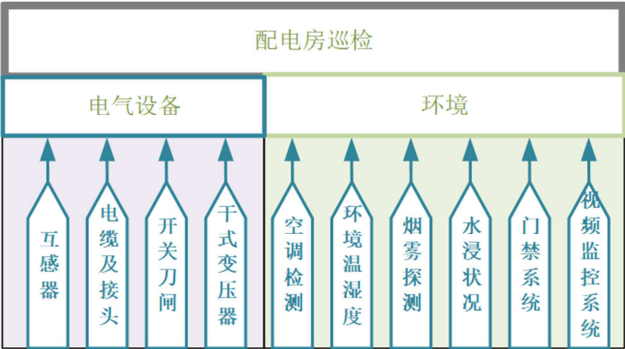 配电房巡检
电气设备
环境
互感器
电缆及接头
开关刀闸
干式变压器
空调检测
环境温湿度
烟雾探测
水浸状况
门禁系统
视频监控系统